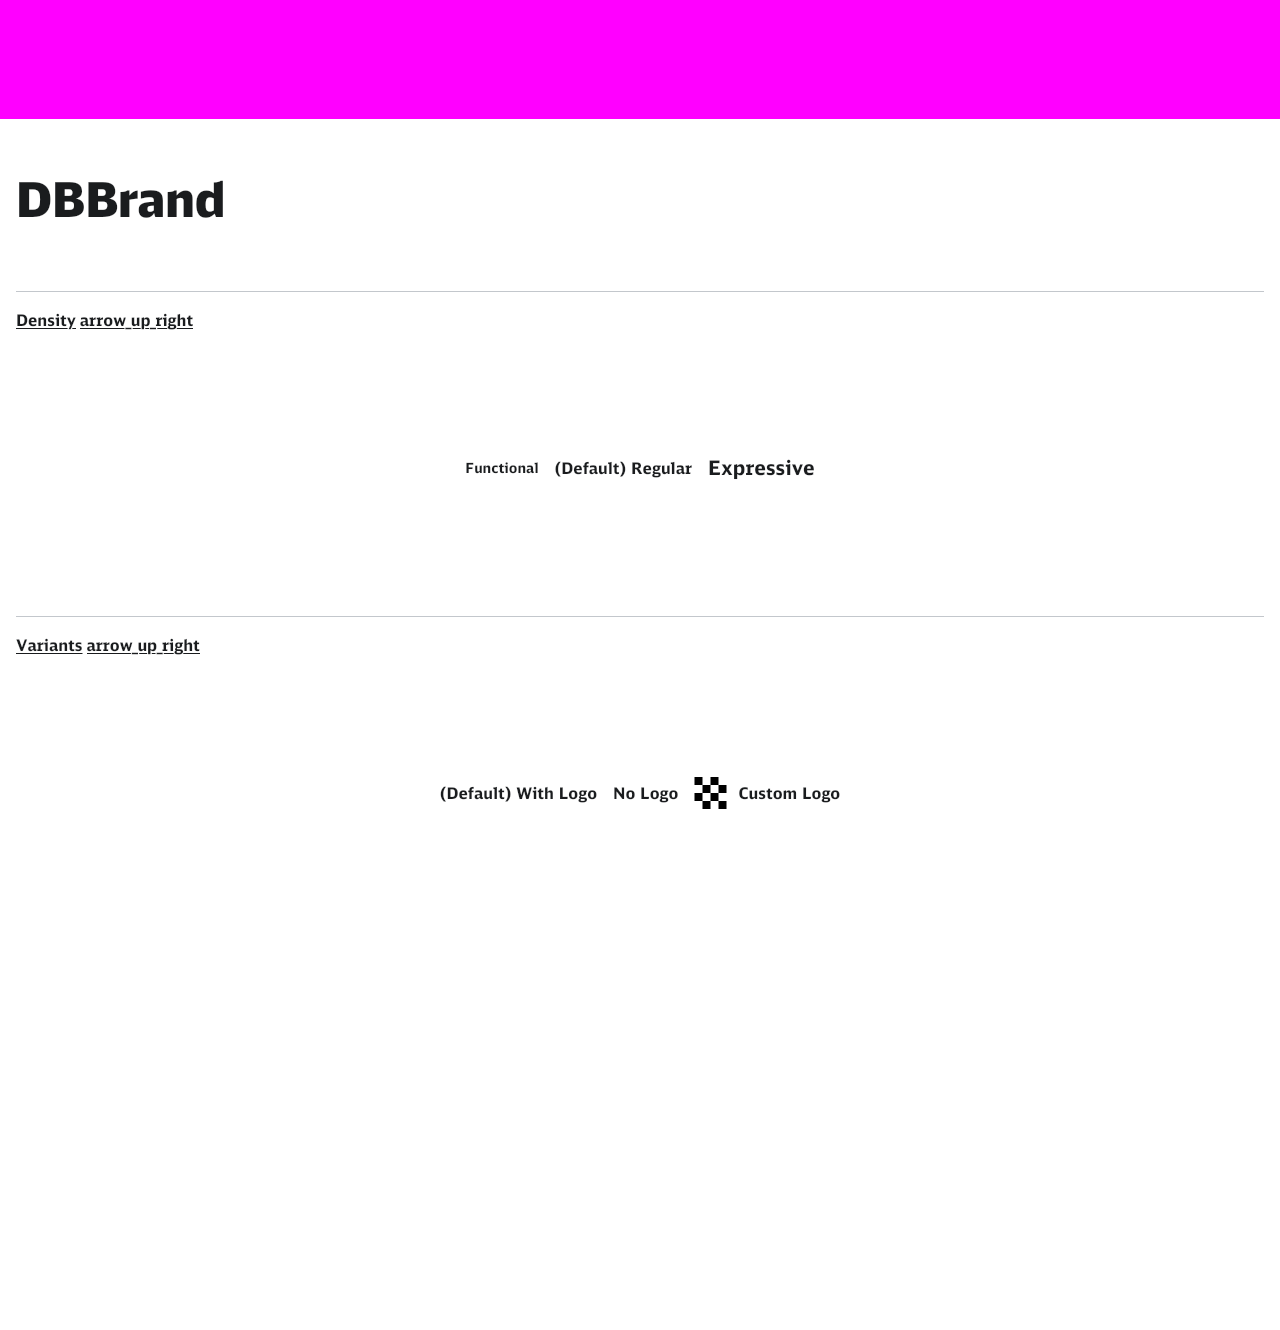 DBBrand
Density arrow_up_right
Functional (Default) Regular Expressive
Variants arrow_up_right
(Default) With Logo No Logo Custom Logo